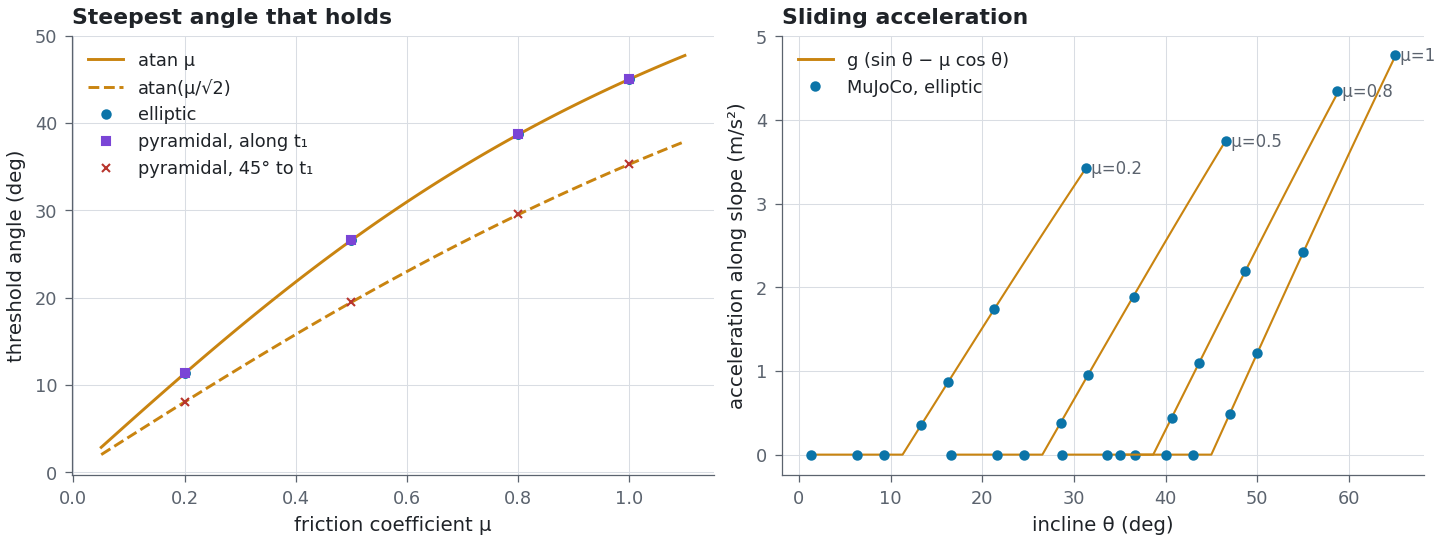 Steepest angle that holds
50
40
30
20
10
0
threshold angle (deg)
atan μ
atan(μ/√2)
elliptic
pyramidal, along t₁
pyramidal, 45° to t₁
0.0
0.2
0.4
0.6
0.8
1.0
friction coefficient μ
Sliding acceleration
5
4
3
2
1
0
acceleration along slope (m/s²)
g (sin θ − μ cos θ)
MuJoCo, elliptic
μ=0.2
μ=0.5
μ=0.8
μ=1
0
10
20
30
40
50
60
incline θ (deg)